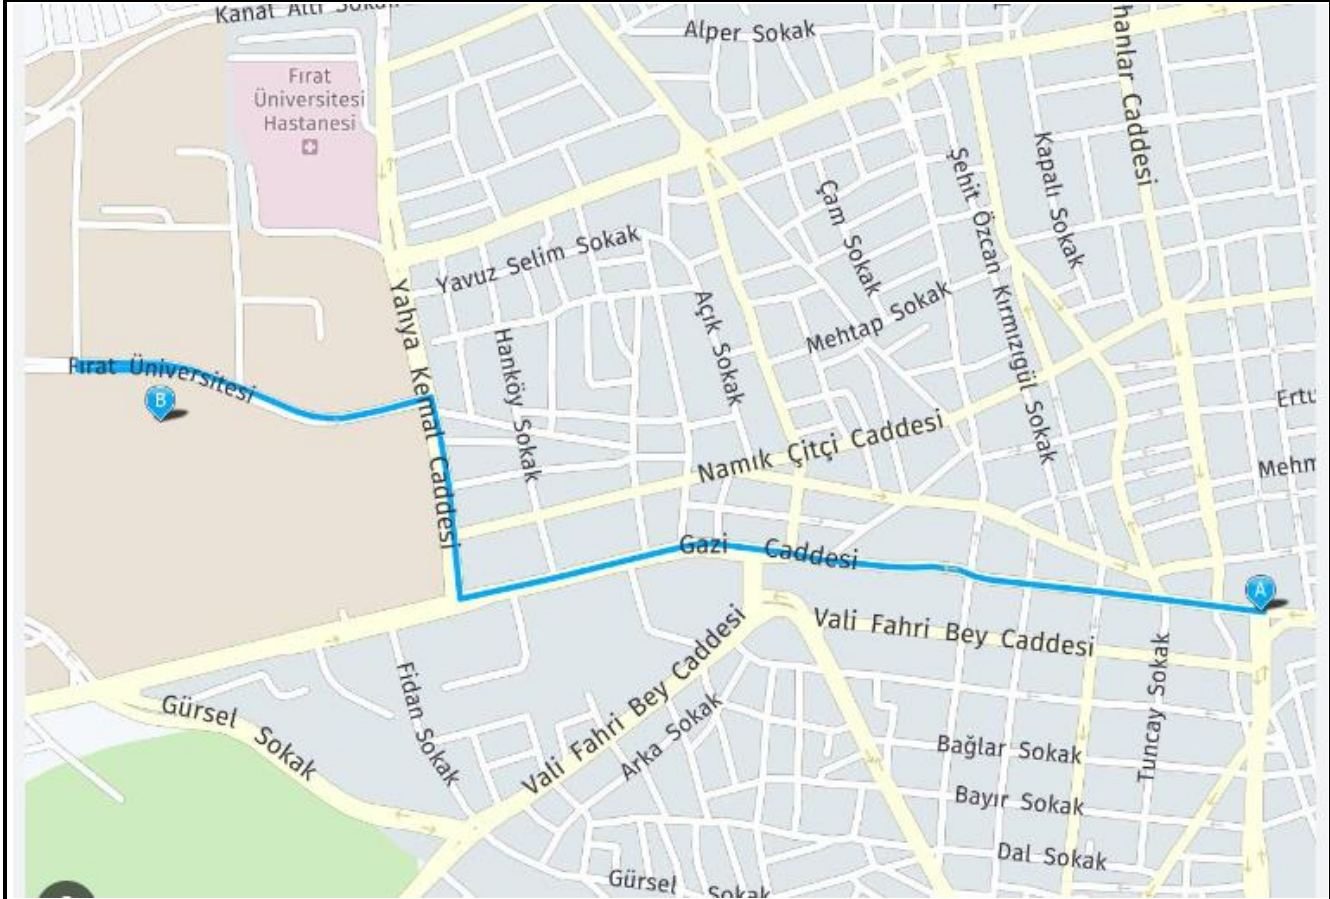 Kanal Altı Sokak
Alper Sokak
hanlar Caddesi
Fırat
Üniversitesi
Hastanesi
Şehit Özcan Kırmızıgül Sokak
Kapalı Sokak
Çam Sokak
Yavuz Selim Sokak
Yahya Kemal Caddesi
Açık Sokak
Mehtap Sokak
Hanköy Sokak
Fırat Üniversitesi
B
Ertu
Namık Çitçi Caddesi
Mehm
Gazi Caddesi
A
Vali Fahri Bey Caddesi
Vali Fahri Bey Caddesi
Tuncay Sokak
Fidan Sokak
Gürsel Sokak
Arka Sokak
Bağlar Sokak
Bayır Sokak
Dal Sokak
Gürsel Sokak